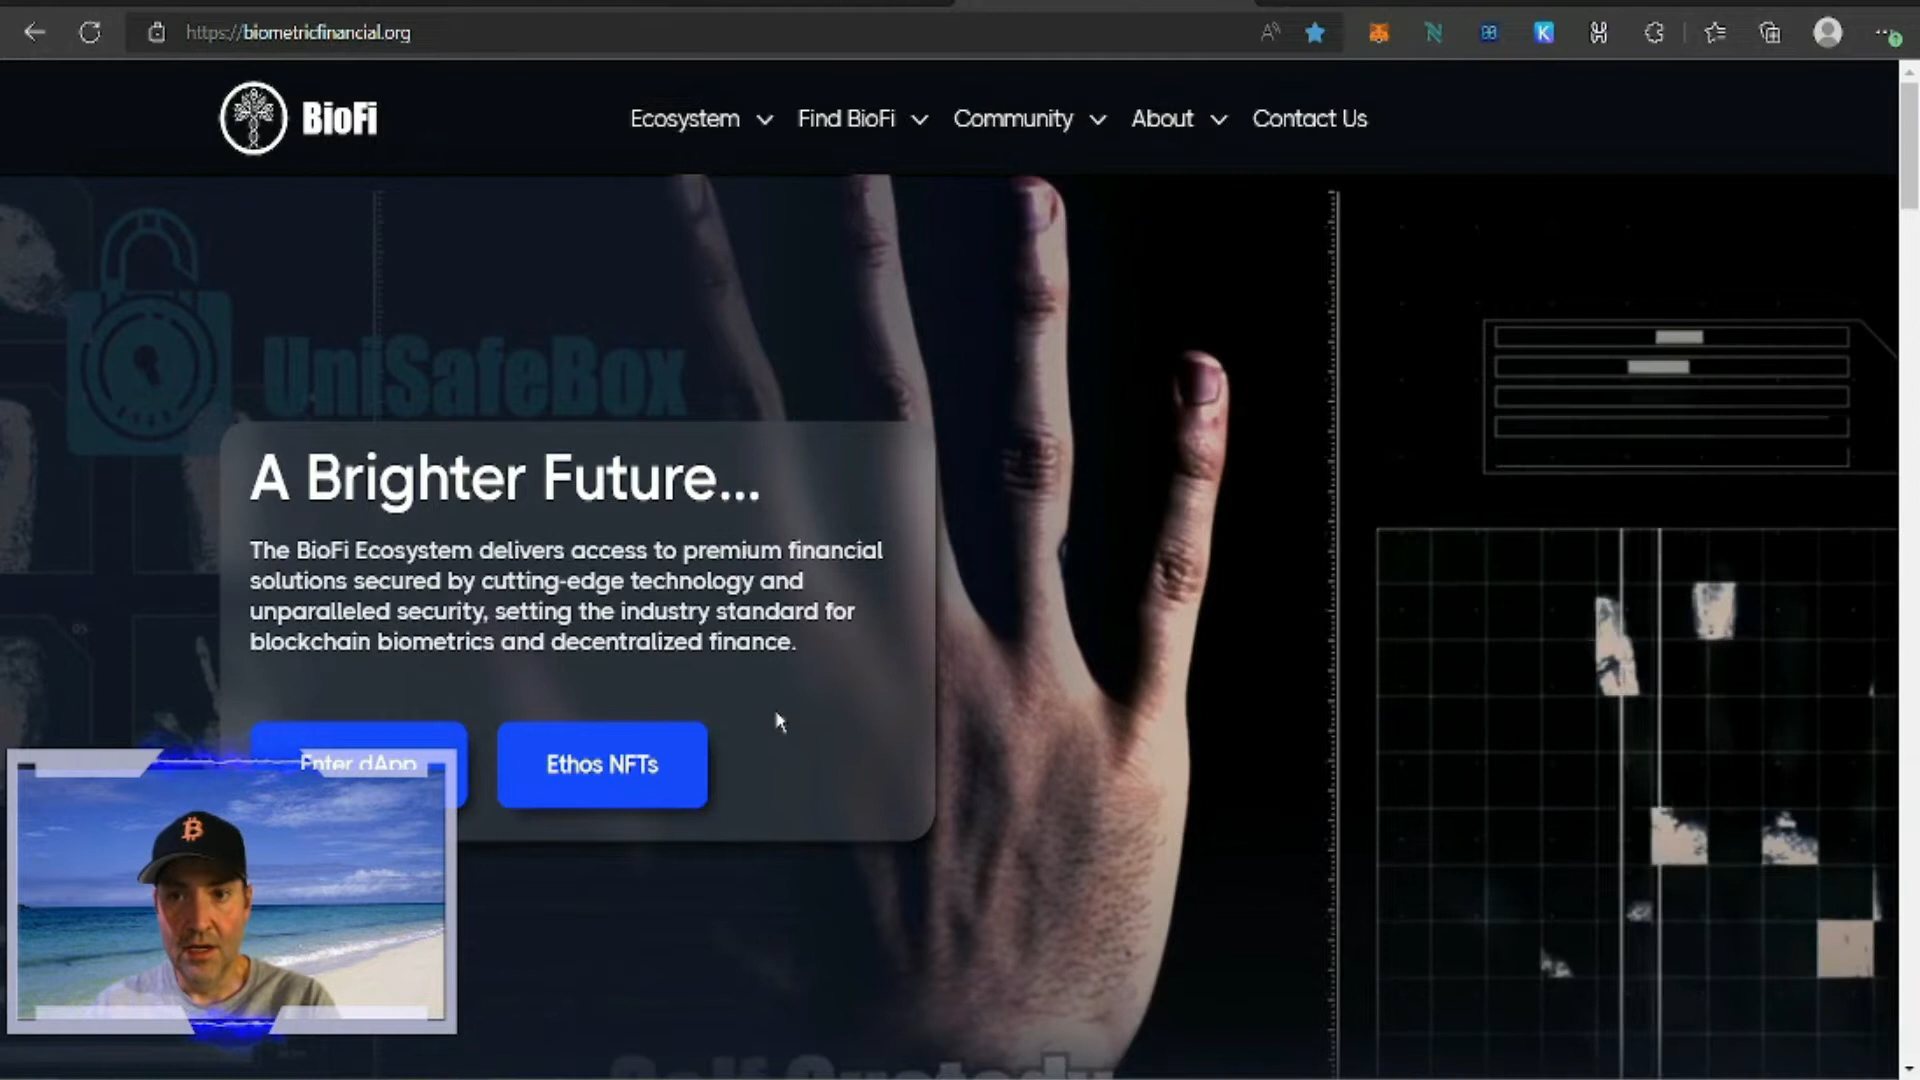 https://biometricfinancial.org
BioFi
Ecosystem
Find BioFi
Community
About
Contact Us
UniSafeBox
A Brighter Future...
The BioFi Ecosystem delivers access to premium financial
solutions secured by cutting-edge technology and
unparalleled security, setting the industry standard for
blockchain biometrics and decentralized finance.
Enter dApp
Ethos NFTs
Self Custody